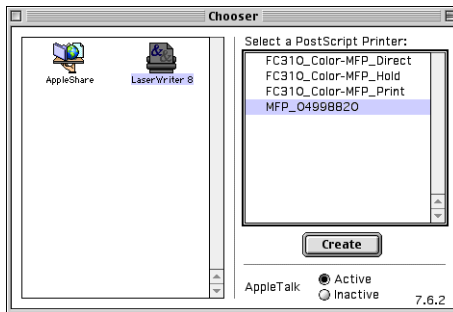 Chooser
AppleShare
LaserWriter 8
Select a PostScript Printer:
FC310_Color-MFP_Direct
FC310_Color-MFP_Hold
FC310_Color-MFP_Print
MFP_04998820
Create
AppleTalk
Active
Inactive
7.6.2